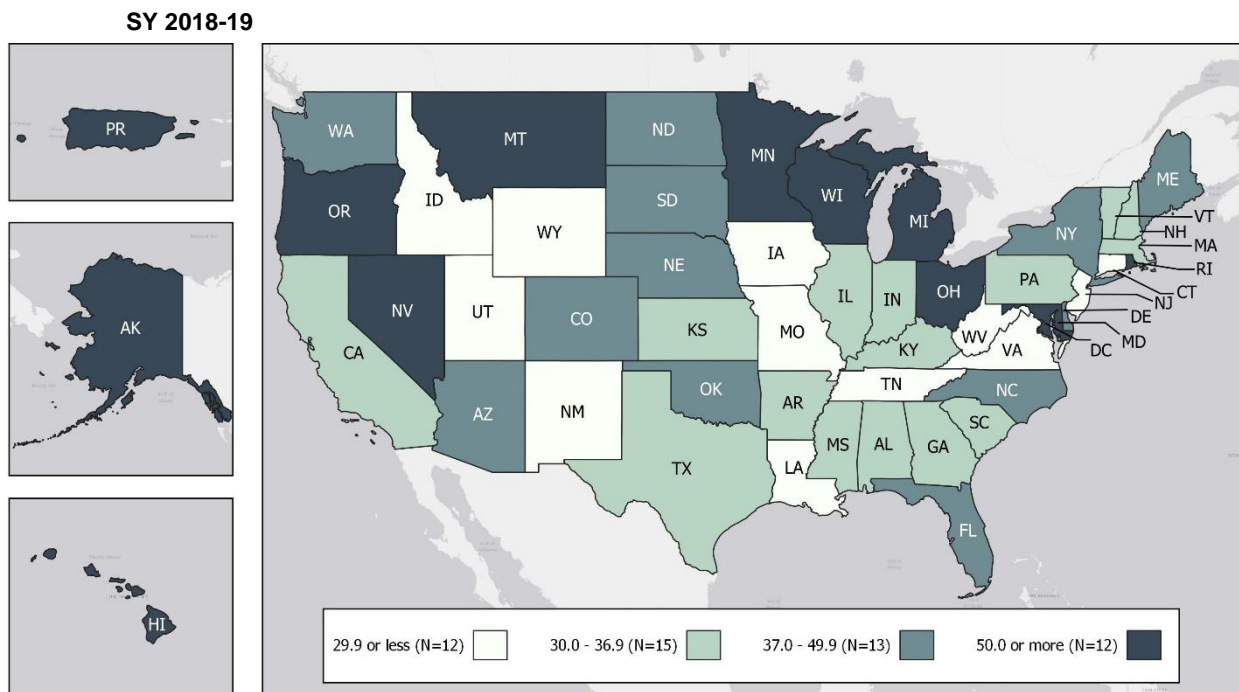 SY 2018-19
PR
AK
HI
WA
MT
ND
MN
OR
ID
WY
SD
WI
MI
NY
ME
VT
NH
MA
RI
CT
NJ
DE
MD
DC
NV
UT
CO
NE
IA
IL
IN
OH
PA
CA
KS
MO
KY
WV
VA
AZ
NM
OK
AR
TN
NC
TX
LA
MS
AL
GA
SC
FL
29.9 or less (N=12)
30.0 - 36.9 (N=15)
37.0 - 49.9 (N=13)
50.0 or more (N=12)